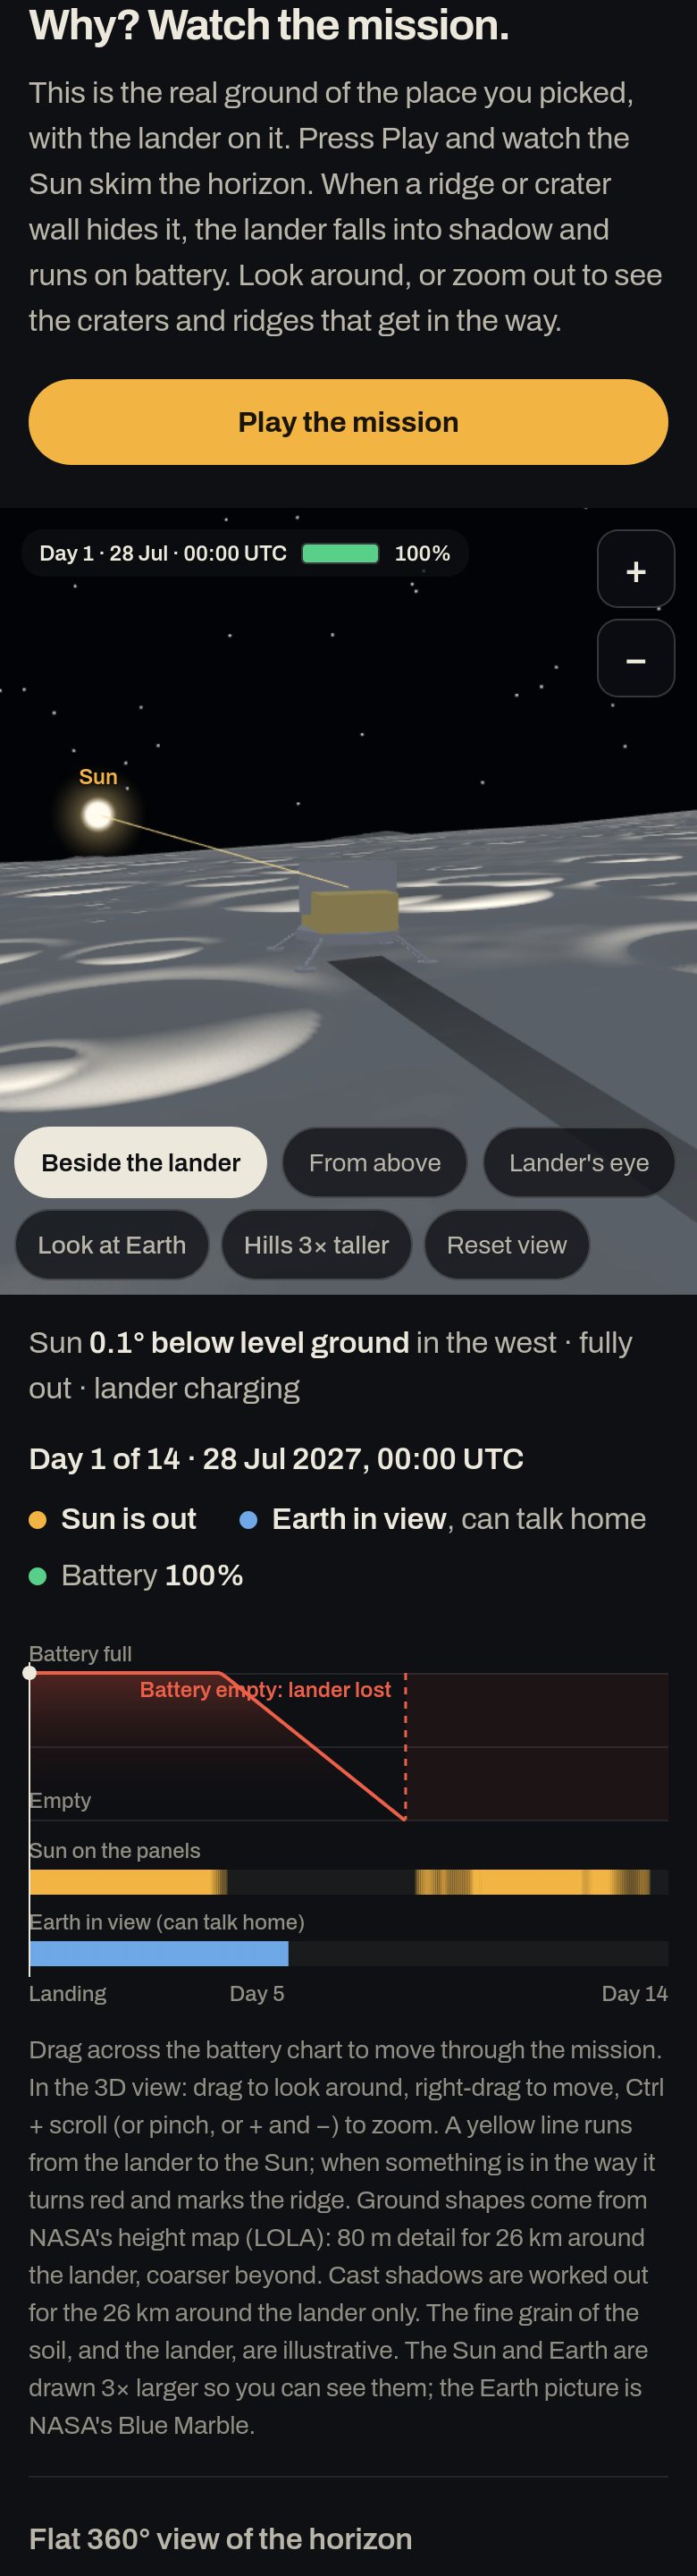 Why? Watch the mission.
This is the real ground of the place you picked,
with the lander on it. Press Play and watch the
Sun skim the horizon. When a ridge or crater
wall hides it, the lander falls into shadow and
runs on battery. Look around, or zoom out to see
the craters and ridges that get in the way.
Play the mission
Day 1 · 28 Jul · 00:00 UTC 100%
+
−
Sun
Beside the lander From above Lander's eye
Look at Earth Hills 3× taller Reset view
Sun 0.1° below level ground in the west · fully
out · lander charging
Day 1 of 14 · 28 Jul 2027, 00:00 UTC
Sun is out Earth in view, can talk home
Battery 100%
Battery full
Battery empty: lander lost
Empty
Sun on the panels
Earth in view (can talk home)
Landing Day 5 Day 14
Drag across the battery chart to move through the mission.
In the 3D view: drag to look around, right-drag to move, Ctrl
+ scroll (or pinch, or + and −) to zoom. A yellow line runs
from the lander to the Sun; when something is in the way it
turns red and marks the ridge. Ground shapes come from
NASA's height map (LOLA): 80 m detail for 26 km around
the lander, coarser beyond. Cast shadows are worked out
for the 26 km around the lander only. The fine grain of the
soil, and the lander, are illustrative. The Sun and Earth are
drawn 3× larger so you can see them; the Earth picture is
NASA's Blue Marble.
Flat 360° view of the horizon